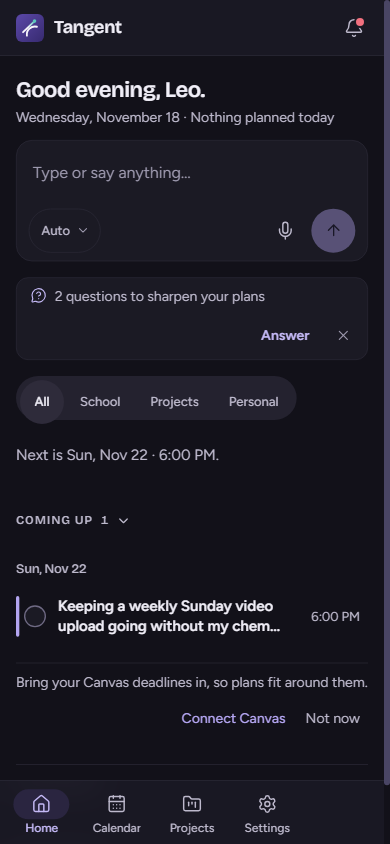 Tangent
Good evening, Leo.
Wednesday, November 18 · Nothing planned today
Type or say anything...
Auto
2 questions to sharpen your plans
Answer
All School Projects Personal
Next is Sun, Nov 22 · 6:00 PM.
COMING UP 1
Sun, Nov 22
Keeping a weekly Sunday video
upload going without my chem...
6:00 PM
Bring your Canvas deadlines in, so plans fit around them.
Connect Canvas Not now
Home Calendar Projects Settings